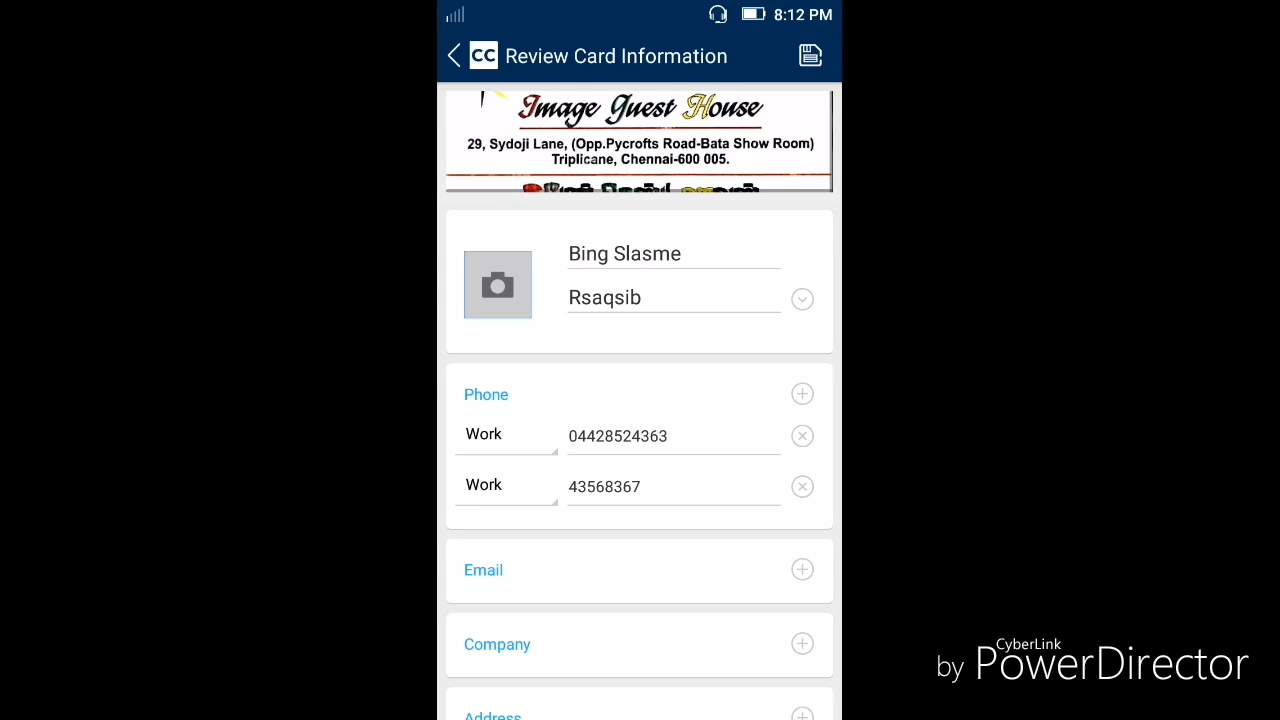 8:12 PM
CC Review Card Information
Image Guest House
29, Sydoji Lane, (Opp.Pycrofts Road-Bata Show Room)
Triplicane, Chennai-600 005.
Bing Slasme
Rsaqsib
Phone
Work 04428524363
Work 43568367
Email
Company
Address
CyberLink
by PowerDirector